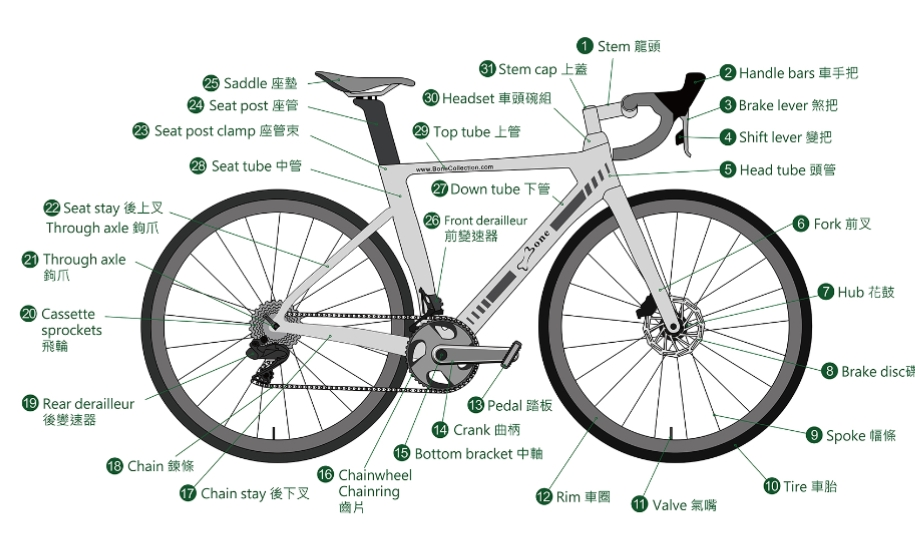 1 Stem 龍頭
2 Handle bars 車手把
3 Brake lever 煞把
4 Shift lever 變把
5 Head tube 頭管
6 Fork 前叉
7 Hub 花鼓
8 Brake disc碟
9 Spoke 幅條
10 Tire 車胎
11 Valve 氣嘴
12 Rim 車圈
13 Pedal 踏板
14 Crank 曲柄
15 Bottom bracket 中軸
16 Chainwheel
Chainring
齒片
17 Chain stay 後下叉
18 Chain 鍊條
19 Rear derailleur
後變速器
20 Cassette
sprockets
飛輪
21 Through axle
鉤爪
22 Seat stay 後上叉
Through axle 鉤爪
23 Seat post clamp 座管束
24 Seat post 座管
25 Saddle 座墊
26 Front derailleur
前變速器
27 Down tube 下管
28 Seat tube 中管
29 Top tube 上管
30 Headset 車頭碗組
31 Stem cap 上蓋
www.BoneCollection.com
Bone